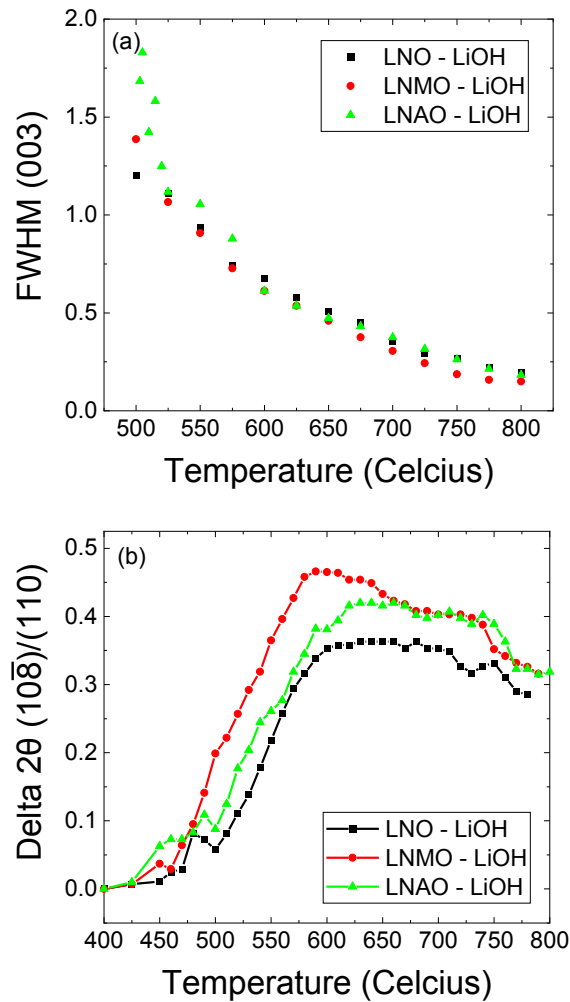 (a)
LNO - LiOH
LNMO - LiOH
LNAO - LiOH
2.0
1.5
1.0
0.5
0.0
FWHM (003)
500 550 600 650 700 750 800
Temperature (Celcius)
(b)
0.5
0.4
0.3
0.2
0.1
0.0
Delta 2θ (108̅)/(110)
LNO - LiOH
LNMO - LiOH
LNAO - LiOH
400 450 500 550 600 650 700 750 800
Temperature (Celcius)